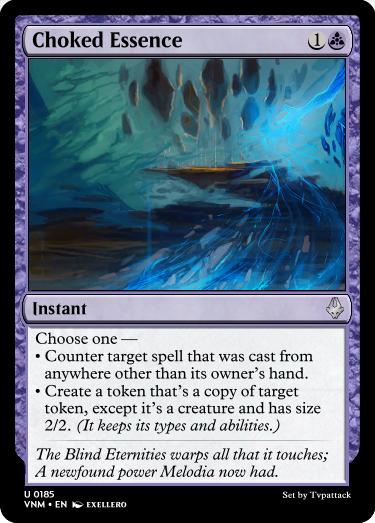 Choked Essence 1
Instant
Choose one —
• Counter target spell that was cast from
anywhere other than its owner's hand.
• Create a token that's a copy of target
token, except it's a creature and has size
2/2. (It keeps its types and abilities.)
The Blind Eternities warps all that it touches;
A newfound power Melodia now had.
U 0185
VNM • EN EXELLERO
Set by Tvpattack